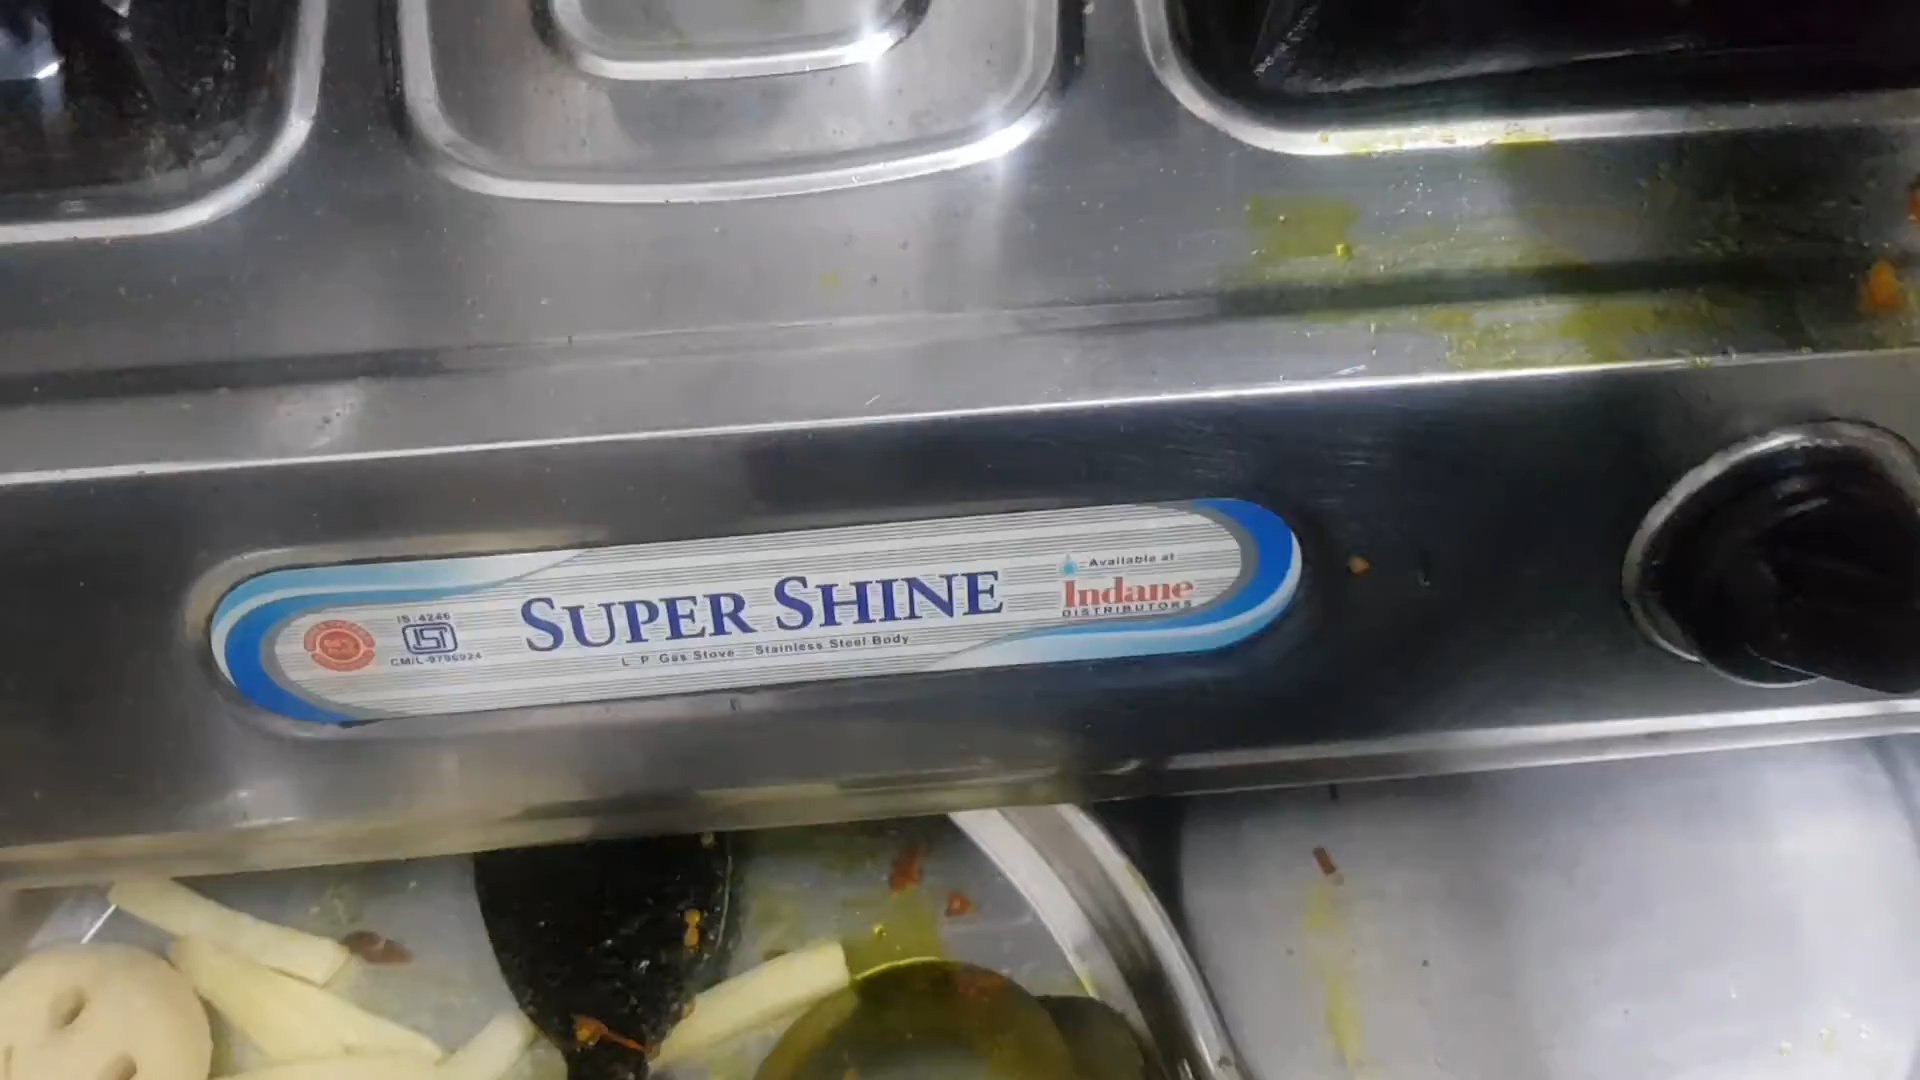 IS:4246
CM/L-9796924
SUPER SHINE
L P Gas Stove Stainless Steel Body
Available at
Indane
DISTRIBUTORS